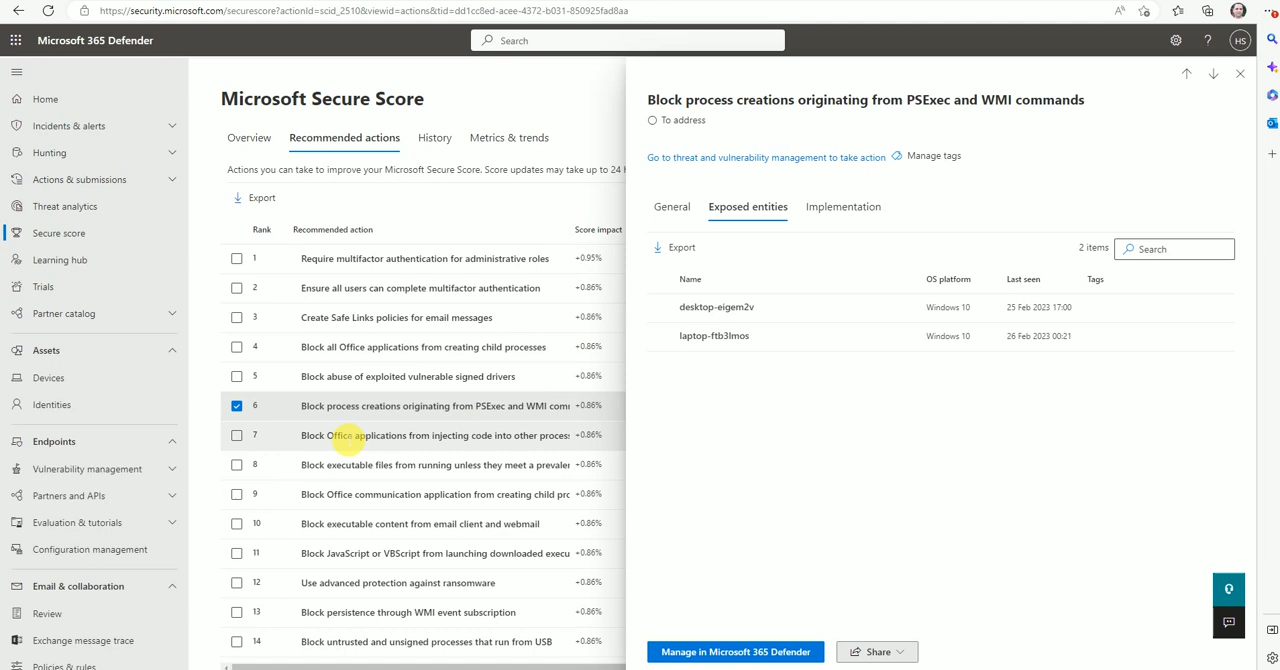 https://security.microsoft.com/securescore?actionId=scid_2510&viewid=actions&tid=dd1cc8ed-acee-4372-b031-850925fad8aa
Microsoft 365 Defender
Search
HS
Home
Incidents & alerts
Hunting
Actions & submissions
Threat analytics
Secure score
Learning hub
Trials
Partner catalog
Assets
Devices
Identities
Endpoints
Vulnerability management
Partners and APIs
Evaluation & tutorials
Configuration management
Email & collaboration
Review
Exchange message trace
Policies & rules
Microsoft Secure Score
Overview Recommended actions History Metrics & trends
Actions you can take to improve your Microsoft Secure Score. Score updates may take up to 24 h
Export
Rank Recommended action Score impact
1 Require multifactor authentication for administrative roles +0.95%
2 Ensure all users can complete multifactor authentication +0.86%
3 Create Safe Links policies for email messages +0.86%
4 Block all Office applications from creating child processes +0.86%
5 Block abuse of exploited vulnerable signed drivers +0.86%
6 Block process creations originating from PSExec and WMI comm +0.86%
7 Block Office applications from injecting code into other process +0.86%
8 Block executable files from running unless they meet a prevalen +0.86%
9 Block Office communication application from creating child pro +0.86%
10 Block executable content from email client and webmail +0.86%
11 Block JavaScript or VBScript from launching downloaded execu +0.86%
12 Use advanced protection against ransomware +0.86%
13 Block persistence through WMI event subscription +0.86%
14 Block untrusted and unsigned processes that run from USB +0.86%
Block process creations originating from PSExec and WMI commands
To address
Go to threat and vulnerability management to take action Manage tags
General Exposed entities Implementation
Export 2 items Search
Name OS platform Last seen Tags
desktop-eigem2v Windows 10 25 Feb 2023 17:00
laptop-ftb3lmos Windows 10 26 Feb 2023 00:21
Manage in Microsoft 365 Defender Share